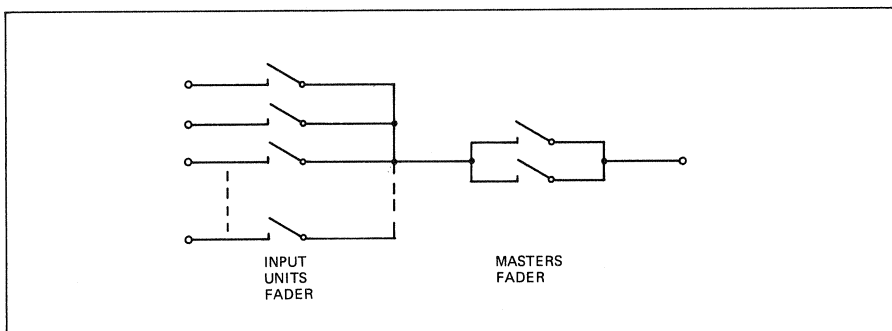 INPUT
UNITS
FADER
MASTERS
FADER